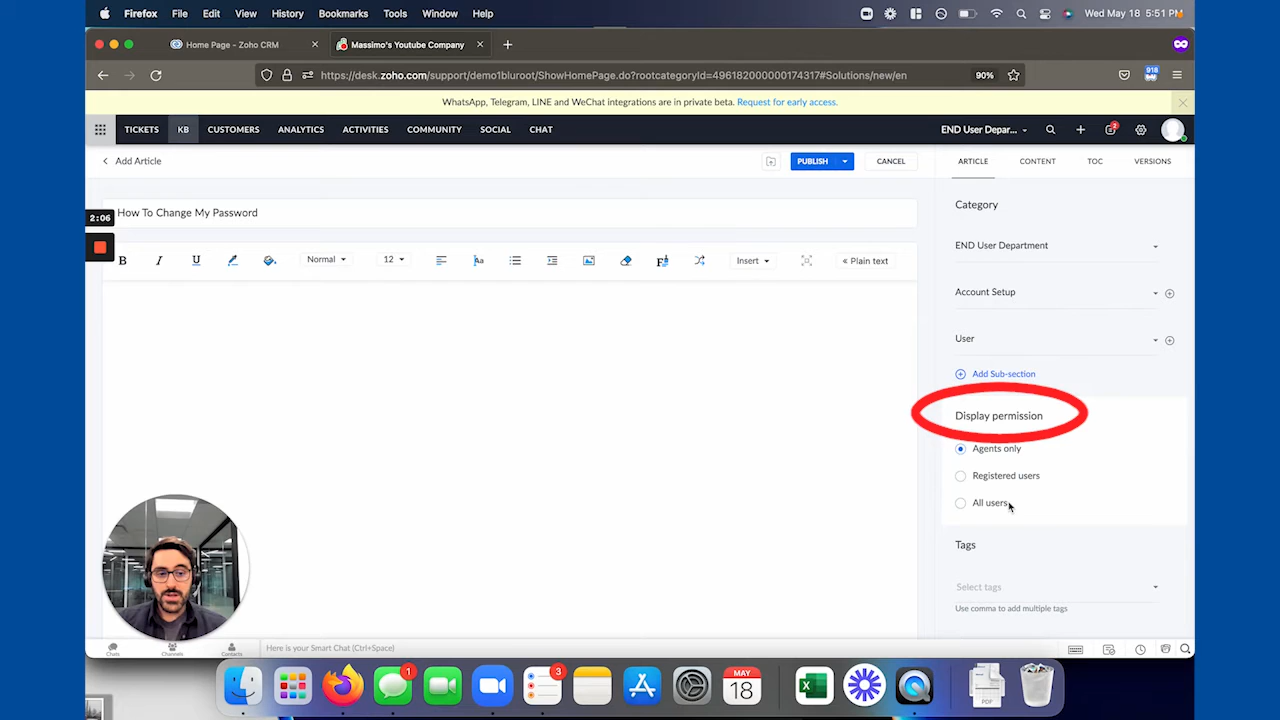 Firefox File Edit View History Bookmarks Tools Window Help Wed May 18 5:51 PM
Home Page - Zoho CRM Massimo's Youtube Company
https://desk.zoho.com/support/demo1bluroot/ShowHomePage.do?rootcategoryId=496182000000174317#Solutions/new/en 90% 918
WhatsApp, Telegram, LINE and WeChat integrations are in private beta. Request for early access.
TICKETS KB CUSTOMERS ANALYTICS ACTIVITIES COMMUNITY SOCIAL CHAT END User Depar... 2
Add Article PUBLISH CANCEL ARTICLE CONTENT TOC VERSIONS
Category
How To Change My Password
2:06
END User Department
B I U Normal 12 Aa Insert « Plain text
Account Setup
User
Add Sub-section
Display permission
Agents only
Registered users
All users
Tags
Select tags
Use comma to add multiple tags
Chats Channels Contacts Here is your Smart Chat (Ctrl+Space)
1 3 MAY
18
PDF